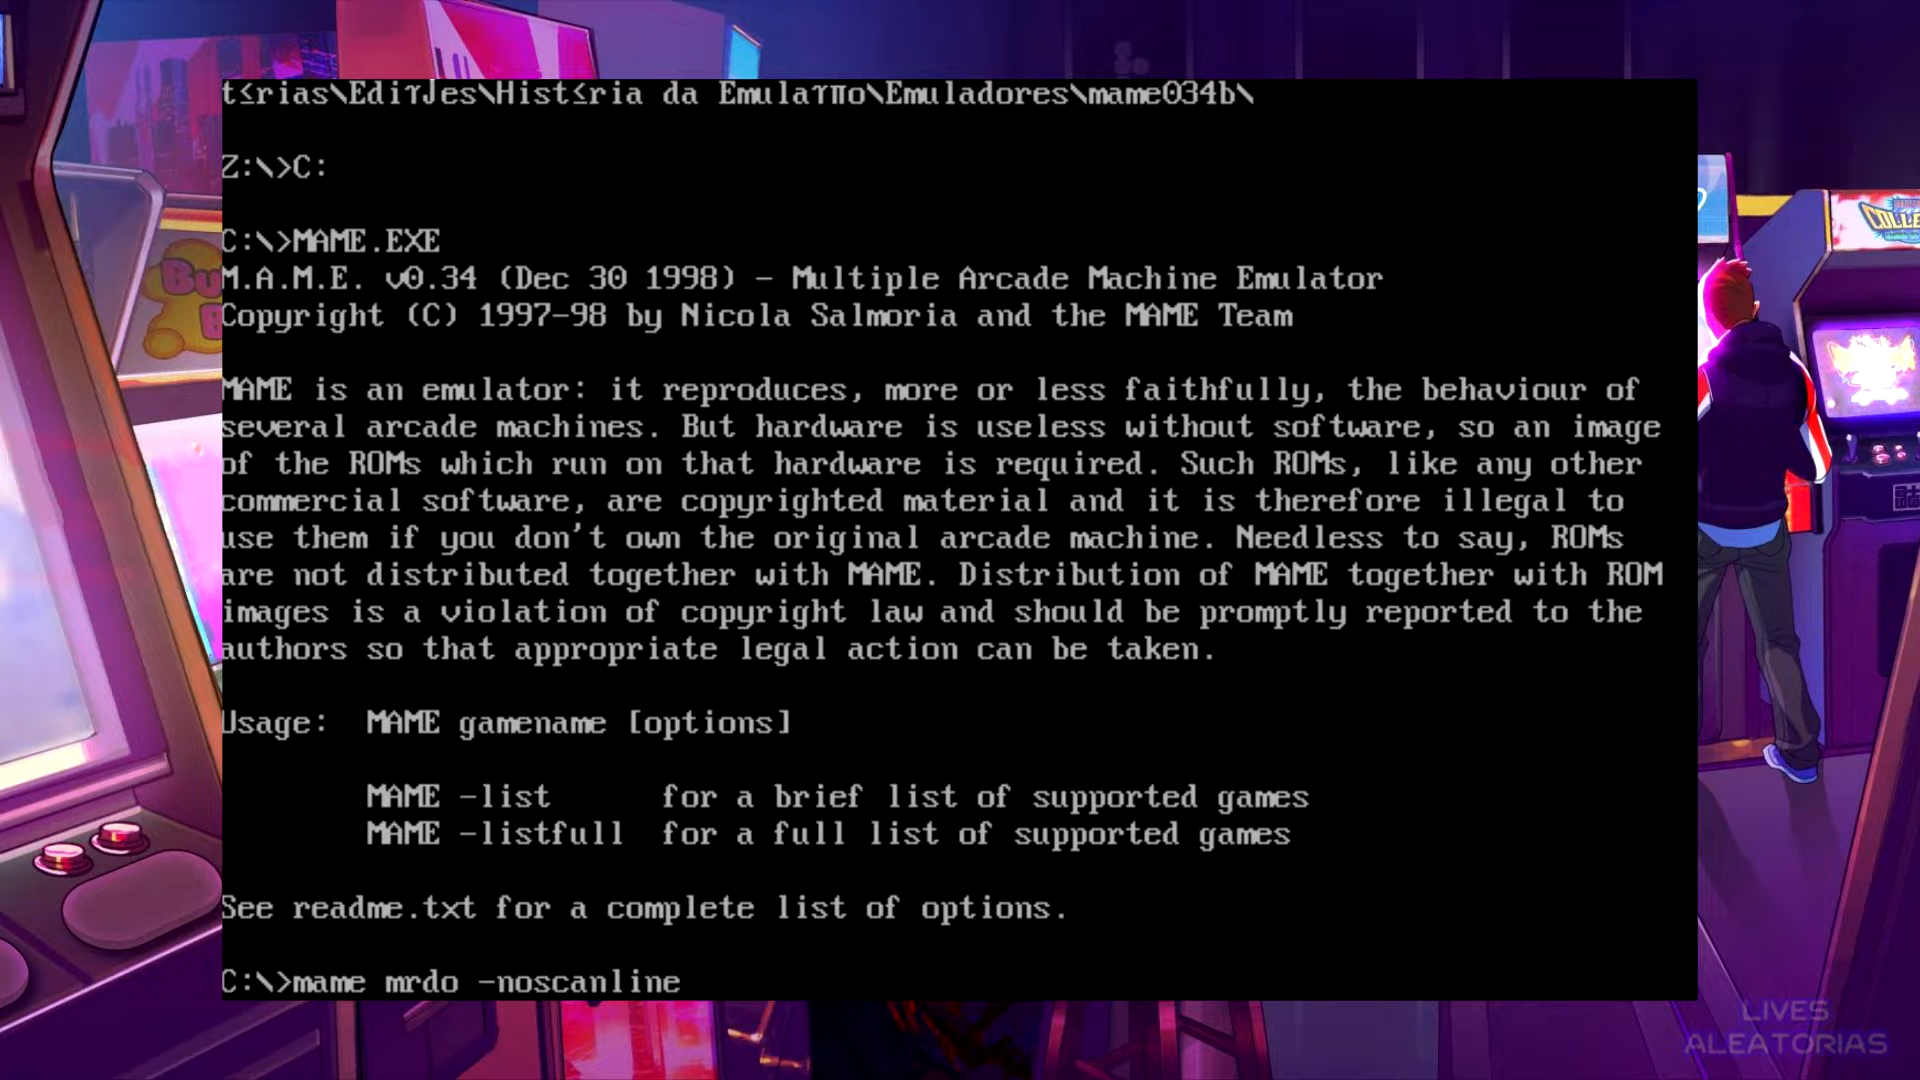 t≤rias\EdiτJes\Hist≤ria da Emulaτπo\Emuladores\mame034b\
Z:\>C:
C:\>MAME.EXE
M.A.M.E. v0.34 (Dec 30 1998) - Multiple Arcade Machine Emulator
Copyright (C) 1997-98 by Nicola Salmoria and the MAME Team
MAME is an emulator: it reproduces, more or less faithfully, the behaviour of
several arcade machines. But hardware is useless without software, so an image
of the ROMs which run on that hardware is required. Such ROMs, like any other
commercial software, are copyrighted material and it is therefore illegal to
use them if you don't own the original arcade machine. Needless to say, ROMs
are not distributed together with MAME. Distribution of MAME together with ROM
images is a violation of copyright law and should be promptly reported to the
authors so that appropriate legal action can be taken.
Usage:  MAME gamename [options]
MAME -list      for a brief list of supported games
MAME -listfull  for a full list of supported games
See readme.txt for a complete list of options.
C:\>mame mrdo -noscanline
LIVES
ALEATORIAS